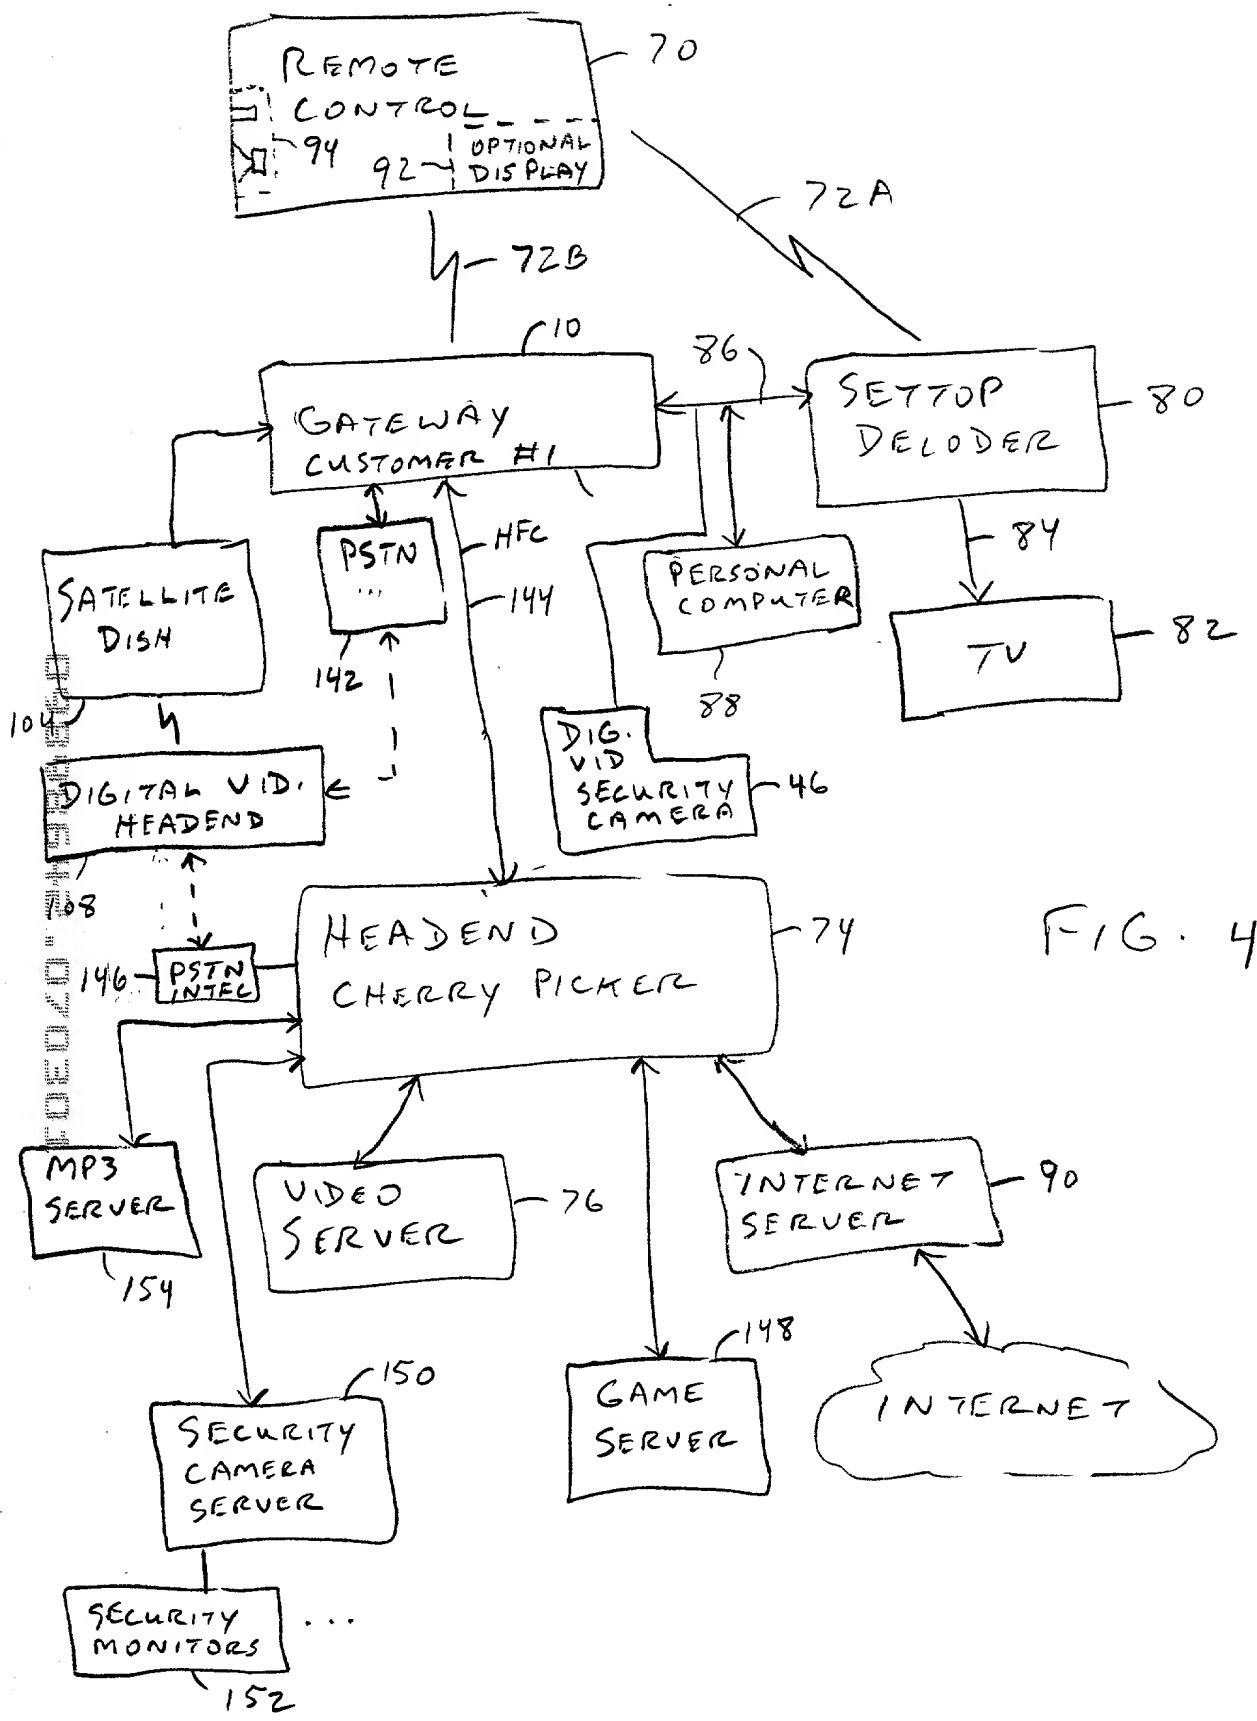 REMOTE
CONTROL
94
92
OPTIONAL
DISPLAY
70
72A
72B
10
GATEWAY
CUSTOMER #1
86
SETTOP
DECODER
80
84
TV
82
SATELLITE
DISH
104
PSTN
...
142
HFC
144
PERSONAL
COMPUTER
88
DIG.
VID
SECURITY
CAMERA
46
DIGITAL VID.
HEADEND
108
146
PSTN
INTFC
HEADEND
CHERRY PICKER
74
FIG. 4
MP3
SERVER
154
VIDEO
SERVER
76
INTERNET
SERVER
90
150
SECURITY
CAMERA
SERVER
148
GAME
SERVER
INTERNET
SECURITY
MONITORS
...
152